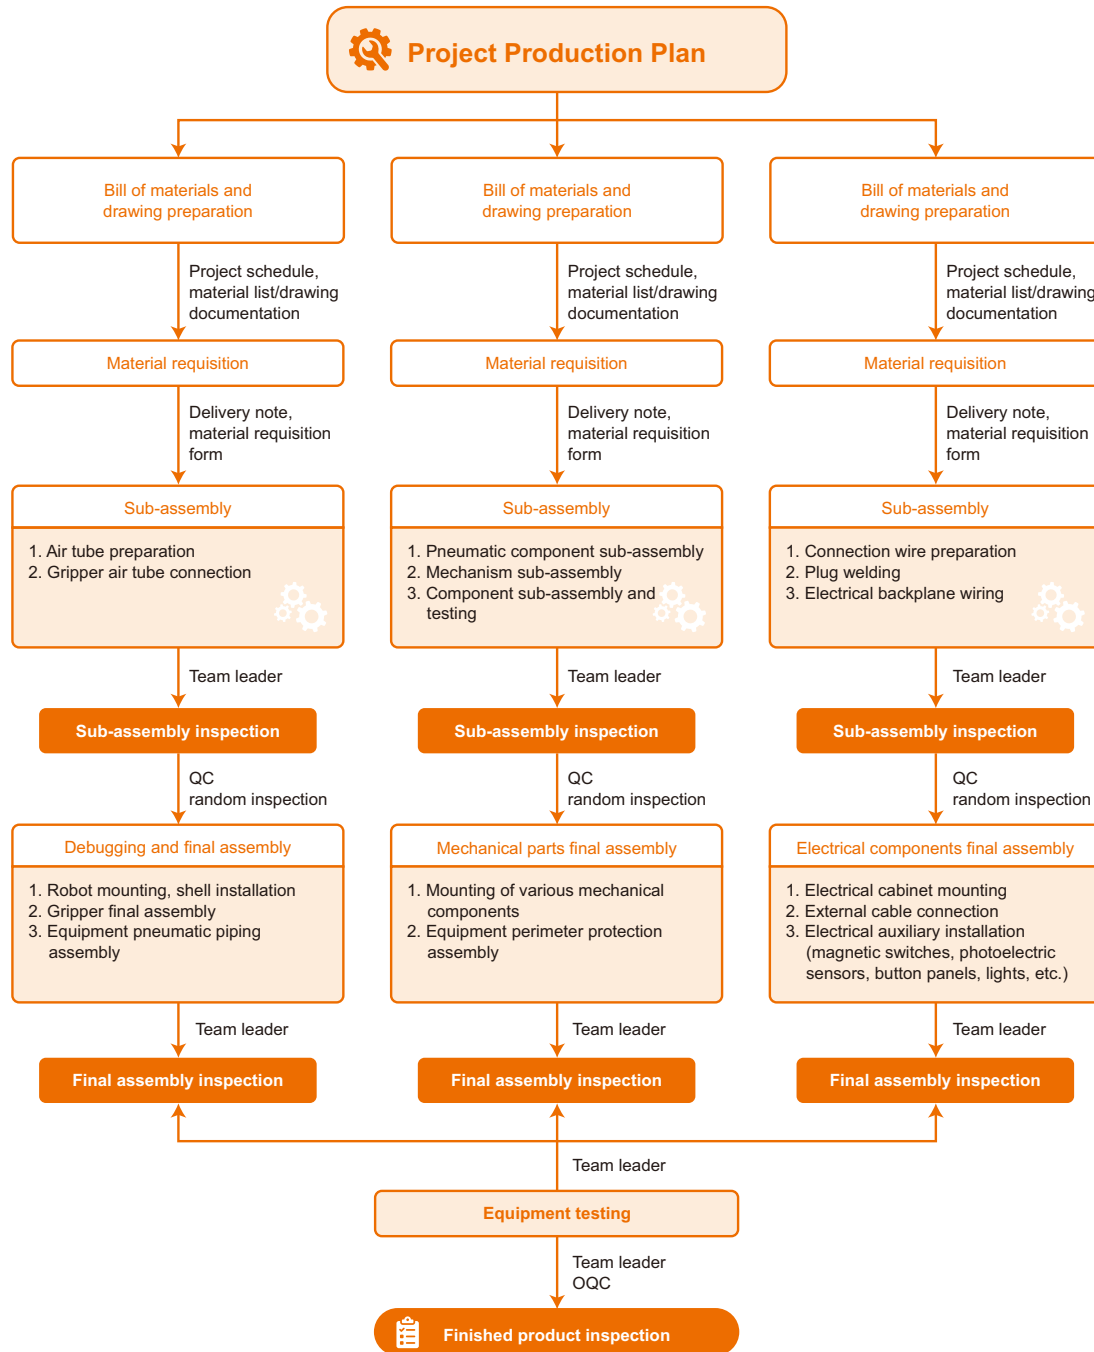 Project Production Plan
Bill of materials and
drawing preparation
Bill of materials and
drawing preparation
Bill of materials and
drawing preparation
Project schedule,
material list/drawing
documentation
Project schedule,
material list/drawing
documentation
Project schedule,
material list/drawing
documentation
Material requisition
Material requisition
Material requisition
Delivery note,
material requisition
form
Delivery note,
material requisition
form
Delivery note,
material requisition
form
Sub-assembly
1. Air tube preparation
2. Gripper air tube connection
Sub-assembly
1. Pneumatic component sub-assembly
2. Mechanism sub-assembly
3. Component sub-assembly and
testing
Sub-assembly
1. Connection wire preparation
2. Plug welding
3. Electrical backplane wiring
Team leader
Team leader
Team leader
Sub-assembly inspection
Sub-assembly inspection
Sub-assembly inspection
QC
random inspection
QC
random inspection
QC
random inspection
Debugging and final assembly
1. Robot mounting, shell installation
2. Gripper final assembly
3. Equipment pneumatic piping
assembly
Mechanical parts final assembly
1. Mounting of various mechanical
components
2. Equipment perimeter protection
assembly
Electrical components final assembly
1. Electrical cabinet mounting
2. External cable connection
3. Electrical auxiliary installation
(magnetic switches, photoelectric
sensors, button panels, lights, etc.)
Team leader
Team leader
Team leader
Final assembly inspection
Final assembly inspection
Final assembly inspection
Team leader
Equipment testing
Team leader
OQC
Finished product inspection